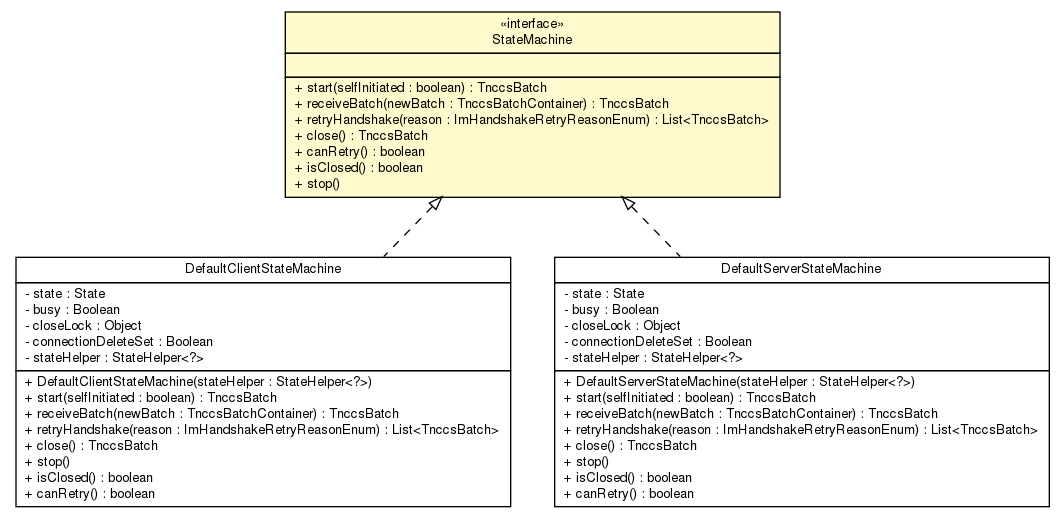 «interface»
StateMachine
+ start(selfInitiated : boolean) : TnccsBatch
+ receiveBatch(newBatch : TnccsBatchContainer) : TnccsBatch
+ retryHandshake(reason : ImHandshakeRetryReasonEnum) : List<TnccsBatch>
+ close() : TnccsBatch
+ canRetry() : boolean
+ isClosed() : boolean
+ stop()
DefaultClientStateMachine
- state : State
- busy : Boolean
- closeLock : Object
- connectionDeleteSet : Boolean
- stateHelper : StateHelper<?>
+ DefaultClientStateMachine(stateHelper : StateHelper<?>)
+ start(selfInitiated : boolean) : TnccsBatch
+ receiveBatch(newBatch : TnccsBatchContainer) : TnccsBatch
+ retryHandshake(reason : ImHandshakeRetryReasonEnum) : List<TnccsBatch>
+ close() : TnccsBatch
+ stop()
+ isClosed() : boolean
+ canRetry() : boolean
DefaultServerStateMachine
- state : State
- busy : Boolean
- closeLock : Object
- connectionDeleteSet : Boolean
- stateHelper : StateHelper<?>
+ DefaultServerStateMachine(stateHelper : StateHelper<?>)
+ start(selfInitiated : boolean) : TnccsBatch
+ receiveBatch(newBatch : TnccsBatchContainer) : TnccsBatch
+ retryHandshake(reason : ImHandshakeRetryReasonEnum) : List<TnccsBatch>
+ close() : TnccsBatch
+ stop()
+ isClosed() : boolean
+ canRetry() : boolean